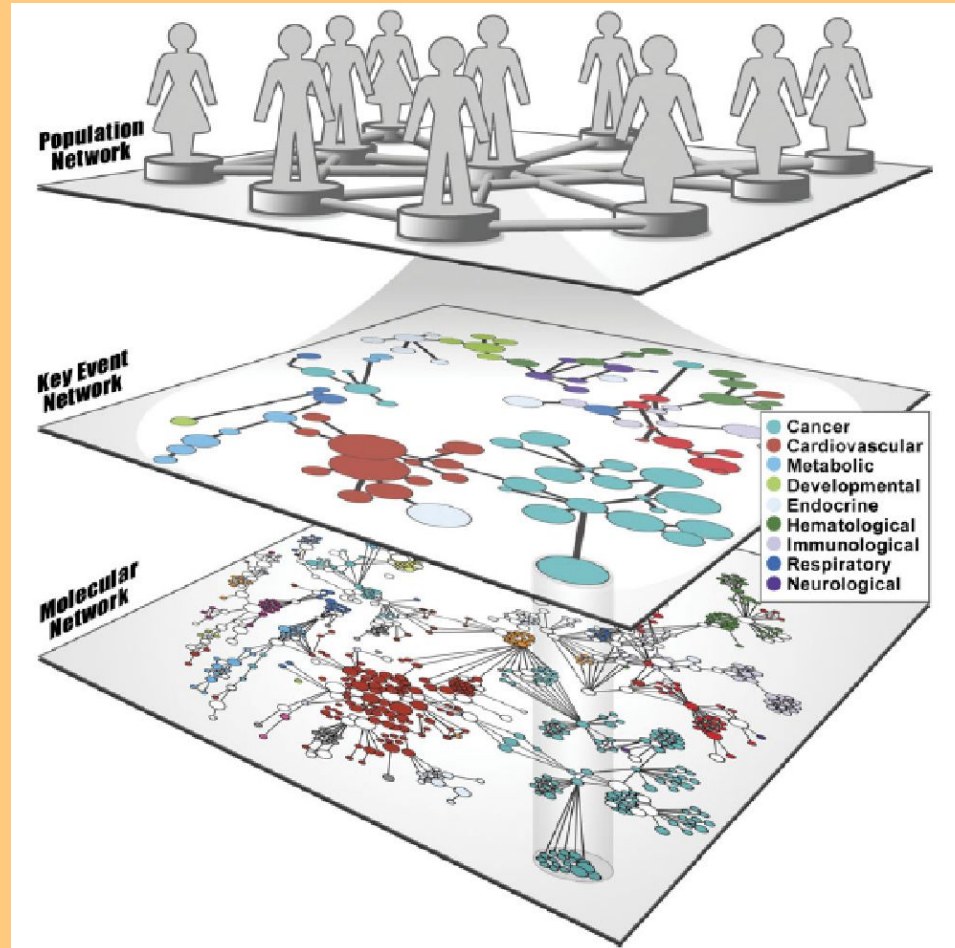 Population
Network
Key Event
Network
Cancer
Cardiovascular
Metabolic
Developmental
Endocrine
Hematological
Immunological
Respiratory
Neurological
Molecular
Network